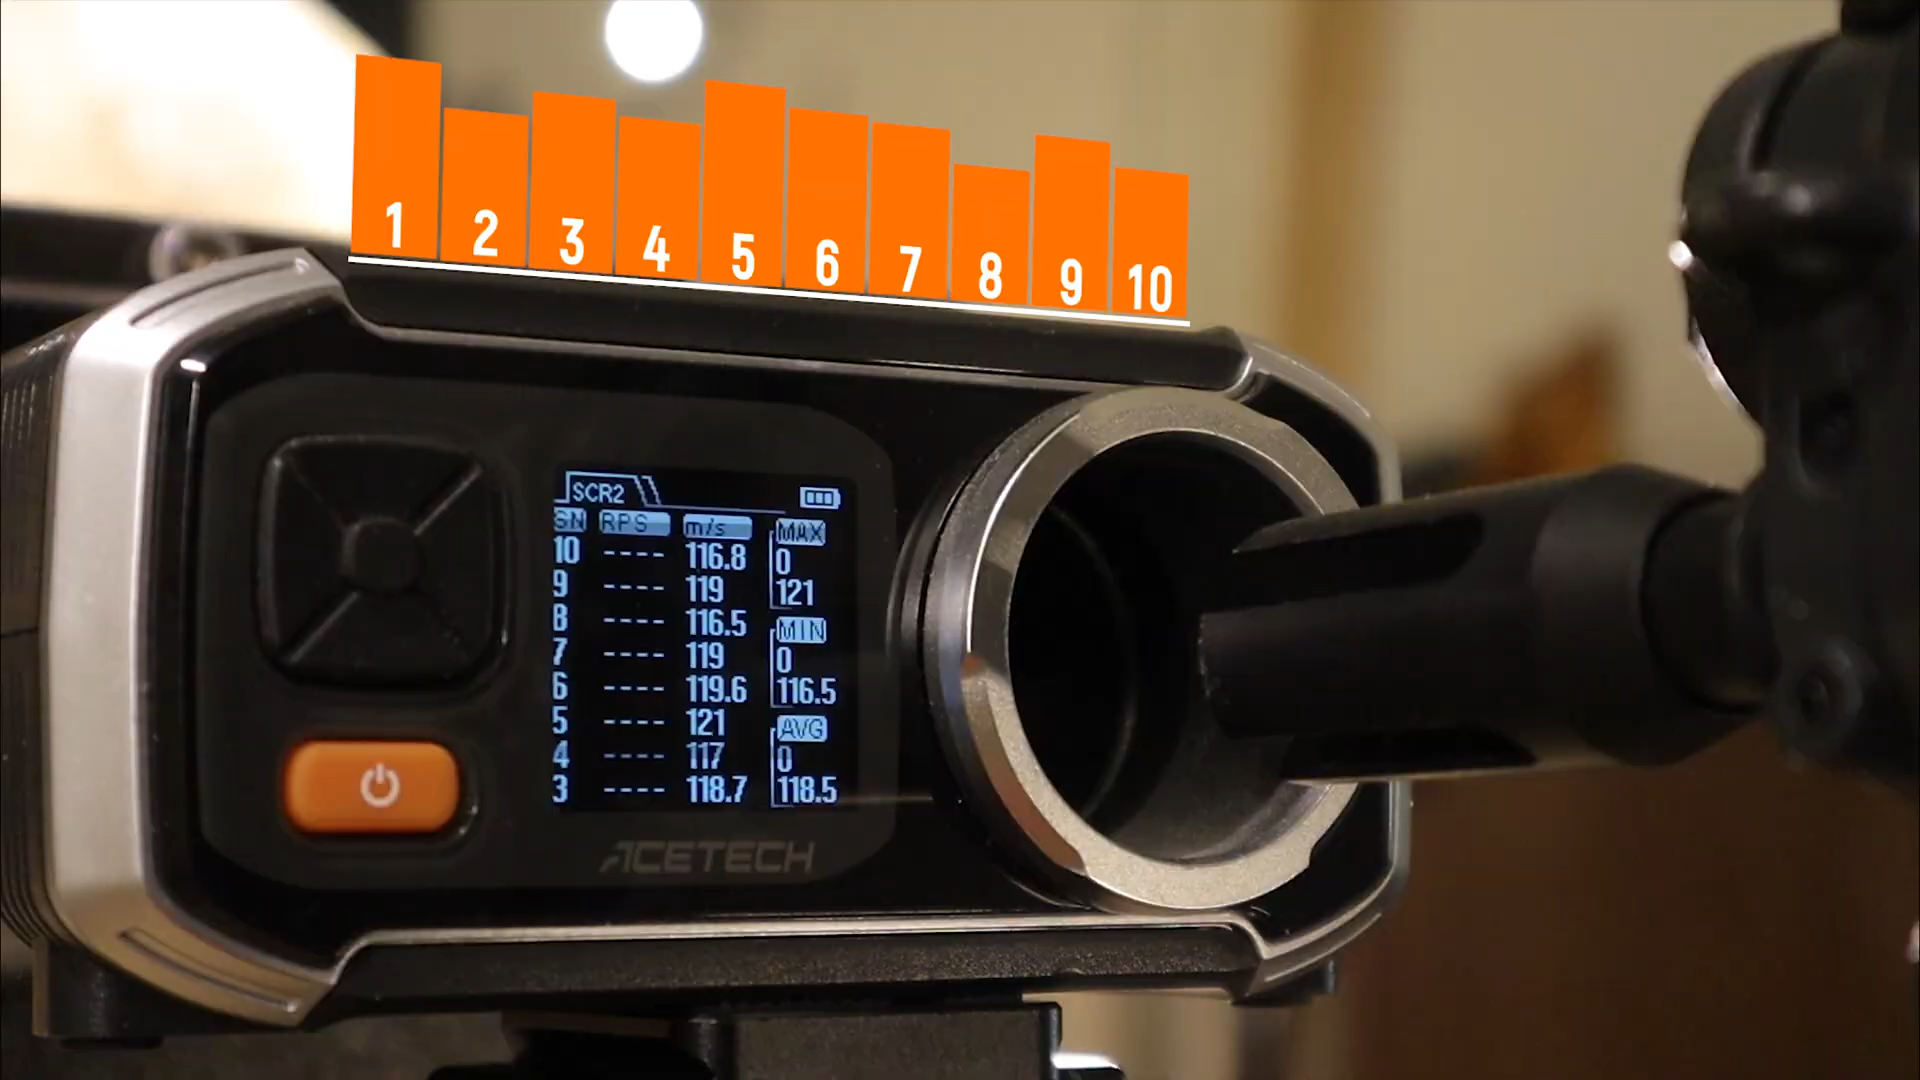 1 2 3 4 5 6 7 8 9 10
SCR2
SN RPS m/s MAX
10 ---- 116.8 0
9 ---- 119 121
8 ---- 116.5 MIN
7 ---- 119 0
6 ---- 119.6 116.5
5 ---- 121 AVG
4 ---- 117 0
3 ---- 118.7 118.5
ACETECH